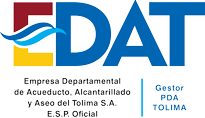 EDAT
Empresa Departamental
de Acueducto, Alcantarillado
y Aseo del Tolima S.A.
E.S.P. Oficial
Gestor
PDA
TOLIMA